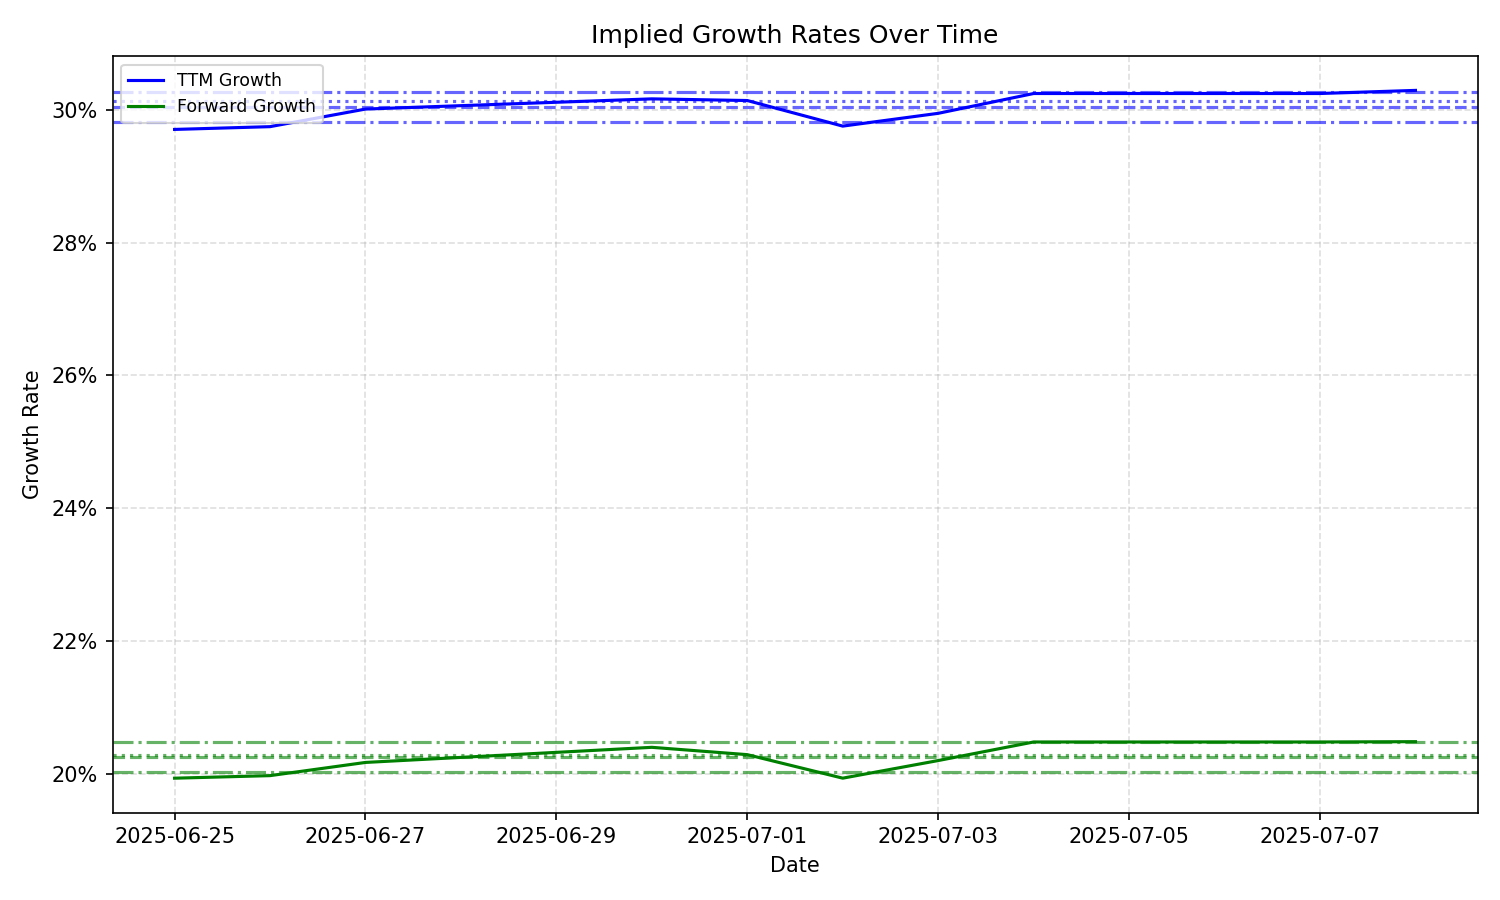 Implied Growth Rates Over Time
TTM Growth
Forward Growth
30%
28%
26%
24%
22%
20%
Growth Rate
2025-06-25 2025-06-27 2025-06-29 2025-07-01 2025-07-03 2025-07-05 2025-07-07
Date